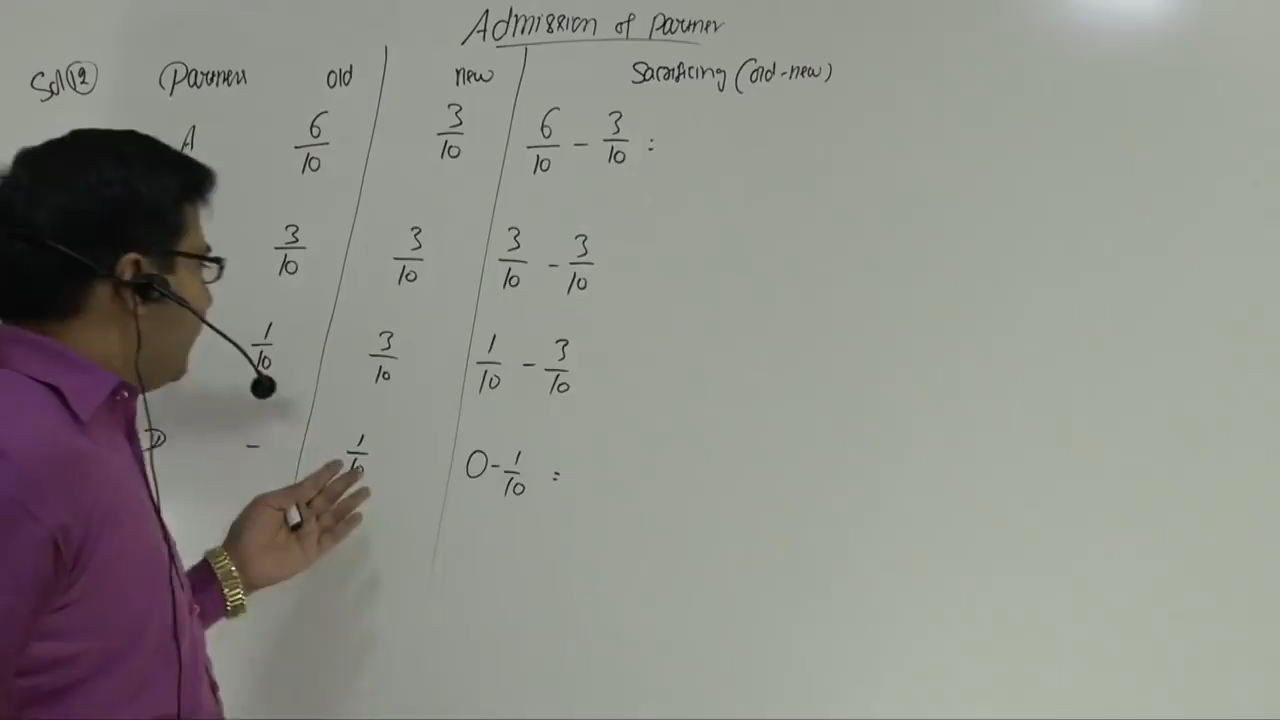 Admission of Partner
Sol 19 Partners old new Sacrificing (old-new)
A 6/10 3/10 6/10 - 3/10 :
3/10 3/10 3/10 - 3/10
1/10 3/10 1/10 - 3/10
D - 1/10 0 - 1/10 =